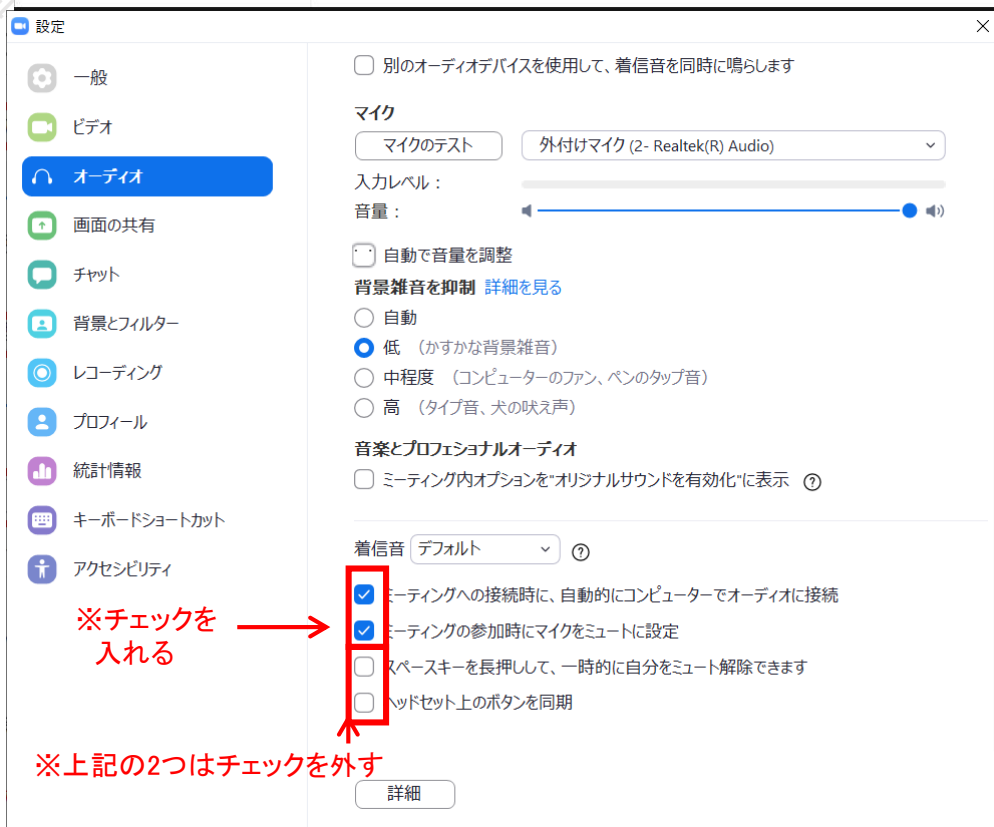 設定
一般
ビデオ
オーディオ
画面の共有
チャット
背景とフィルター
レコーディング
プロフィール
統計情報
キーボードショートカット
アクセシビリティ
別のオーディオデバイスを使用して、着信音を同時に鳴らします
マイク
マイクのテスト 外付けマイク (2- Realtek(R) Audio)
入力レベル：
音量：
自動で音量を調整
背景雑音を抑制 詳細を見る
自動
低 （かすかな背景雑音）
中程度 （コンピューターのファン、ペンのタップ音）
高 （タイプ音、犬の吠え声）
音楽とプロフェショナルオーディオ
ミーティング内オプションを"オリジナルサウンドを有効化"に表示
着信音 デフォルト
ミーティングへの接続時に、自動的にコンピューターでオーディオに接続
ミーティングの参加時にマイクをミュートに設定
スペースキーを長押しして、一時的に自分をミュート解除できます
ヘッドセット上のボタンを同期
※チェックを
入れる
※上記の2つはチェックを外す
詳細